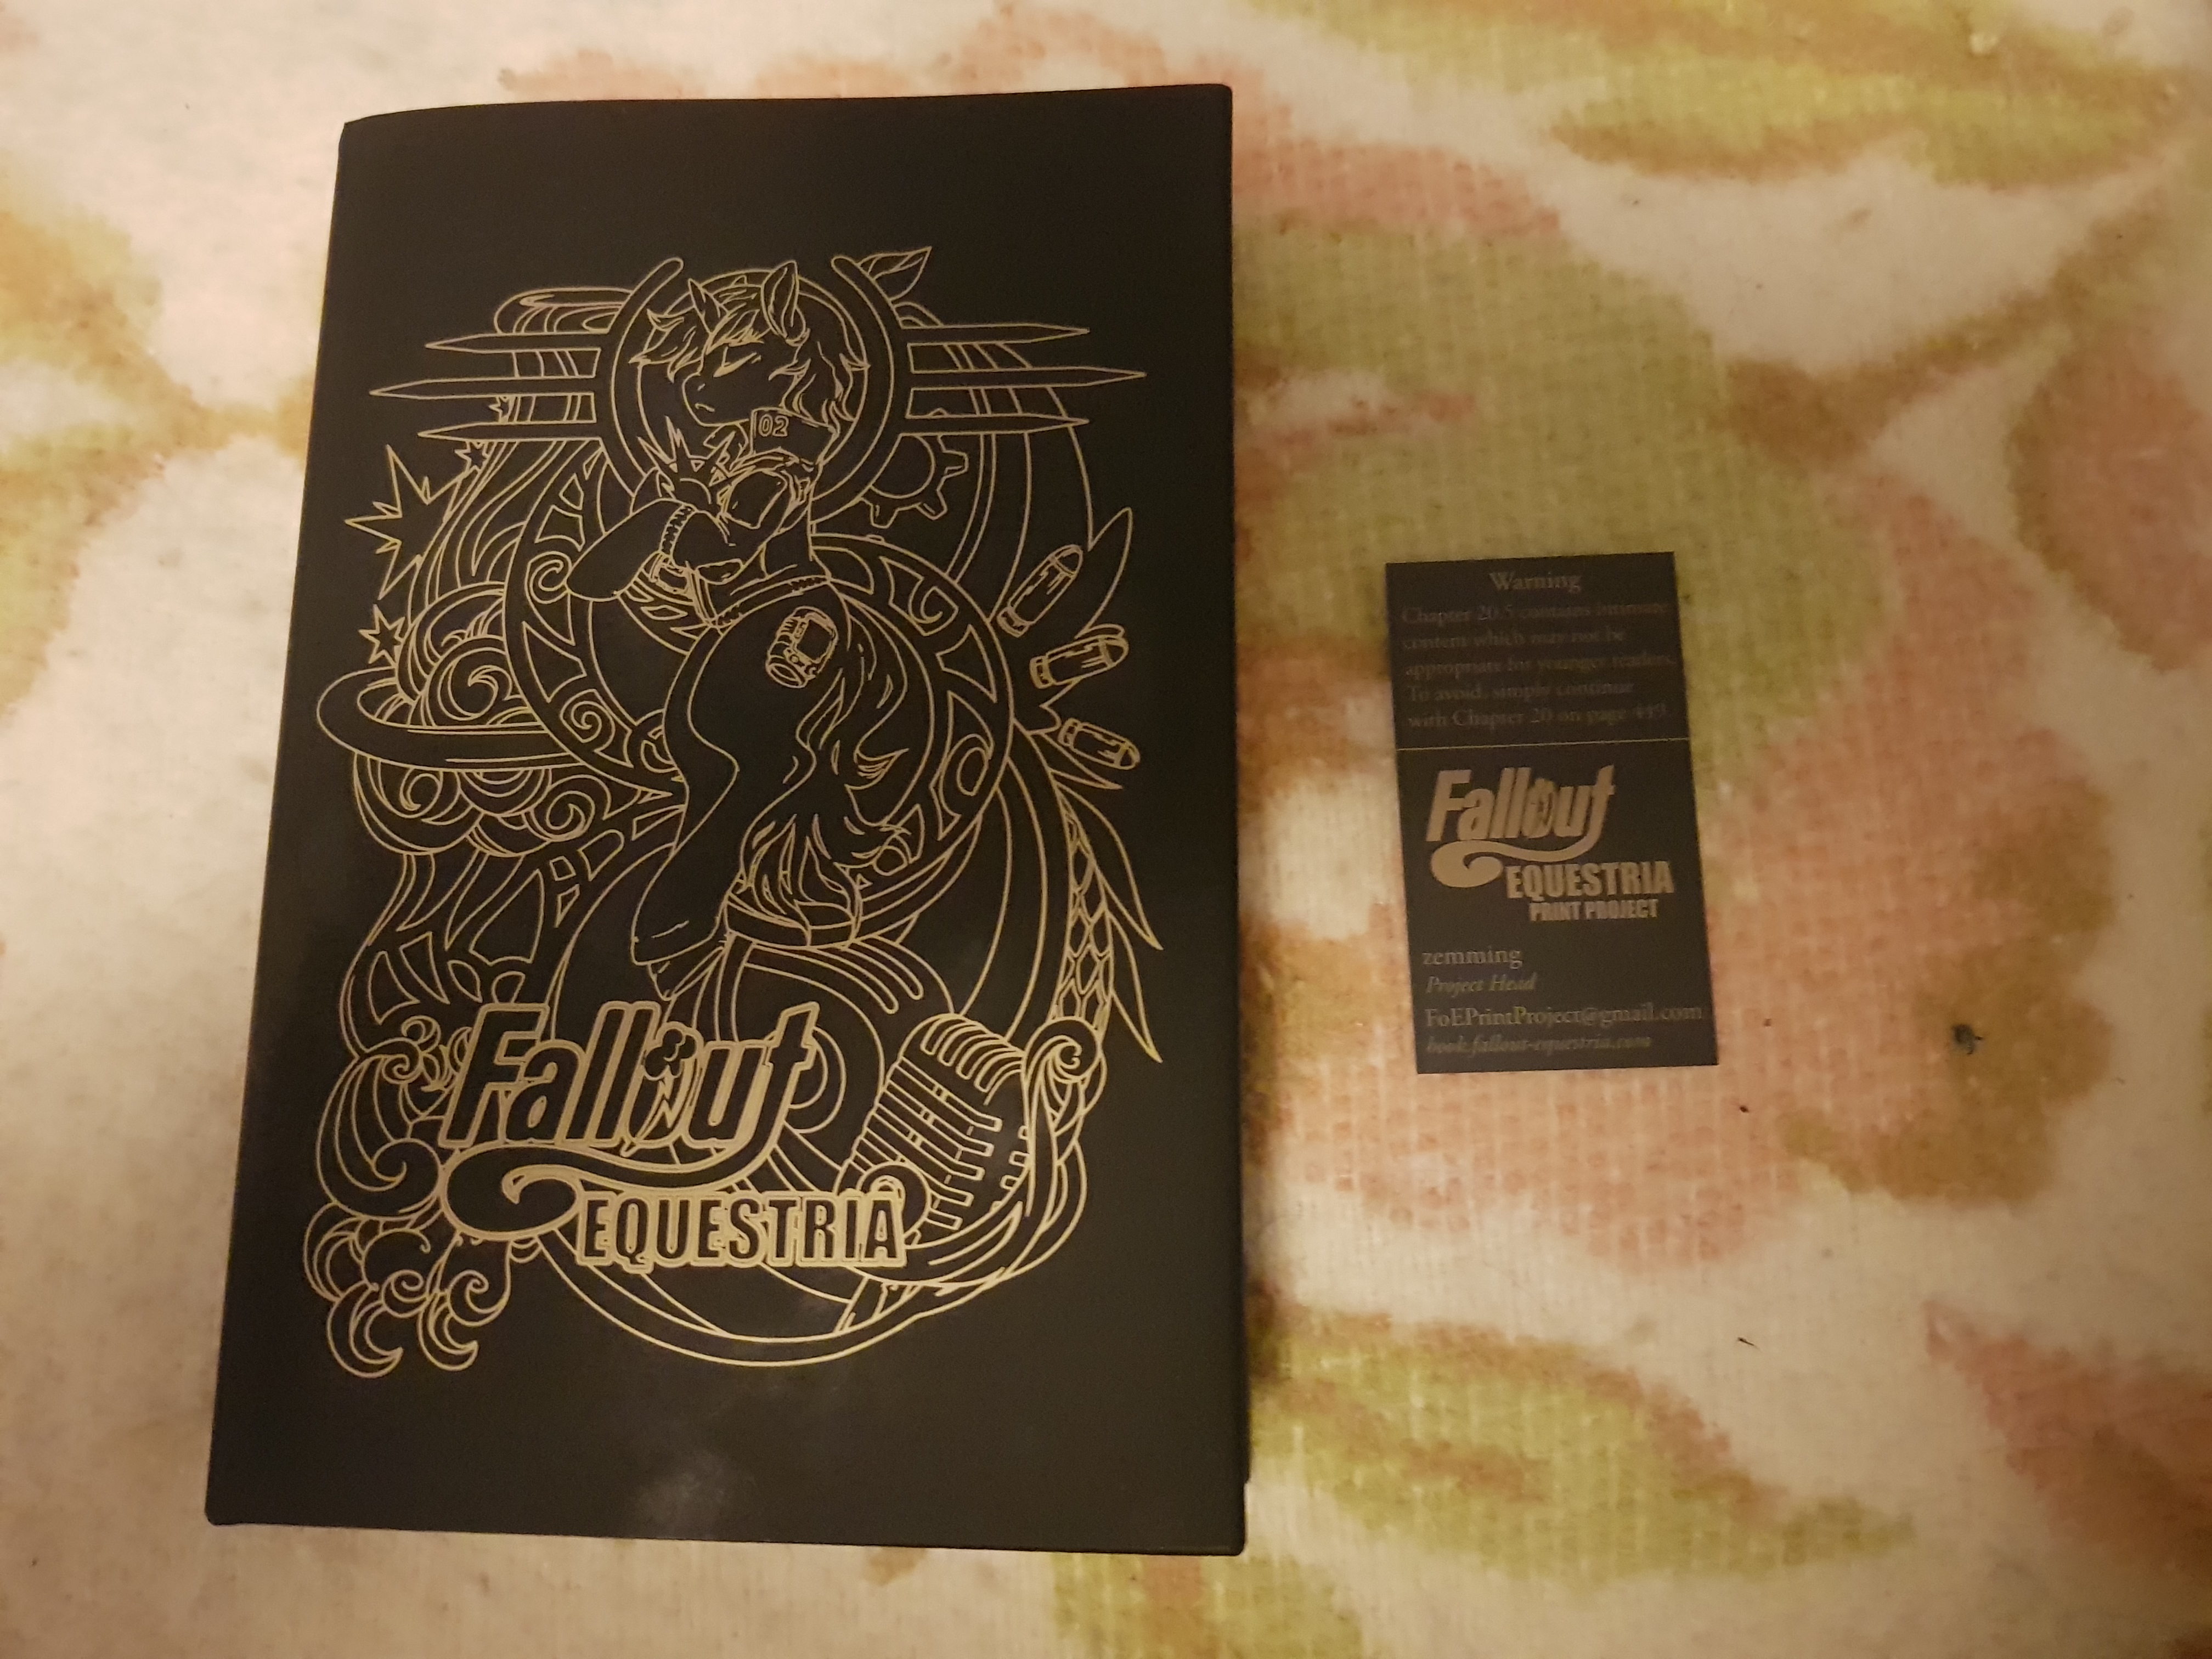 02
Fallout
EQUESTRIA
Warning
Chapter 20.5 contains intimate
content which may not be
appropriate for younger readers.
To avoid, simply continue
with Chapter 20 on page 449
Fallout
EQUESTRIA
PRINT PROJECT
zemming
Project Head
FoEPrintProject@gmail.com
book.fallout-equestria.com